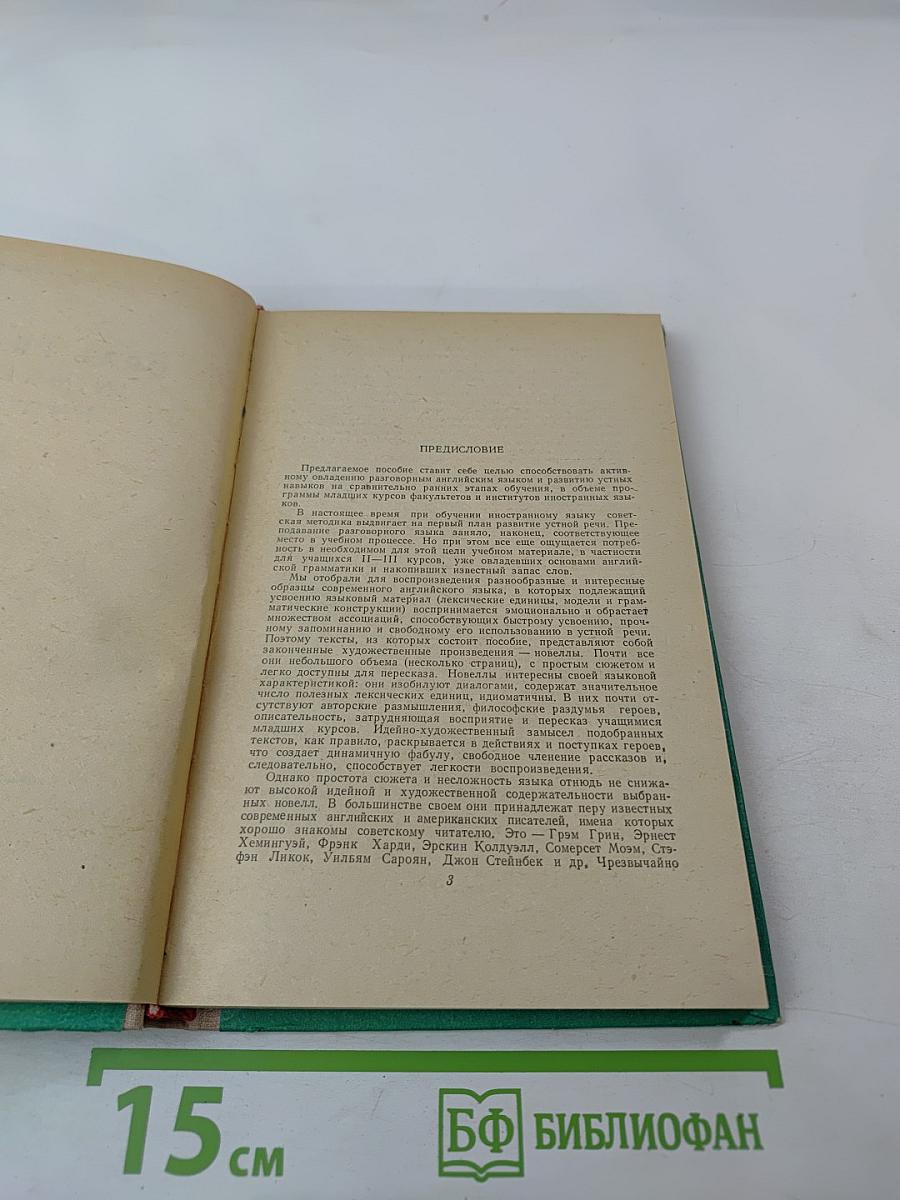 ПРЕДИСЛОВИЕ
Предлагаемое пособие ставит себе целью способствовать актив-
ному овладению разговорным английским языком и развитию устных
навыков на сравнительно ранних этапах обучения, в объеме про-
граммы младших курсов факультетов и институтов иностранных язы-
ков.
В настоящее время при обучении иностранному языку совет-
ская методика выдвигает на первый план развитие устной речи. Пре-
подавание разговорного языка заняло, наконец, соответствующее
место в учебном процессе. Но при этом все еще ощущается потреб-
ность в необходимом для этой цели учебном материале, в частности
для учащихся II—III курсов, уже овладевших основами англий-
ской грамматики и накопивших известный запас слов.
Мы отобрали для воспроизведения разнообразные и интересные
образцы современного английского языка, в которых подлежащий
усвоению языковый материал (лексические единицы, модели и грам-
матические конструкции) воспринимается эмоционально и обрастает
множеством ассоциаций, способствующих быстрому усвоению, проч-
ному запоминанию и свободному его использованию в устной речи.
Поэтому тексты, из которых состоит пособие, представляют собой
законченные художественные произведения — новеллы. Почти все
они небольшого объема (несколько страниц), с простым сюжетом и
легко доступны для пересказа. Новеллы интересны своей языковой
характеристикой: они изобилуют диалогами, содержат значительное
число полезных лексических единиц, идиоматичны. В них почти от-
сутствуют авторские размышления, философские раздумья героев,
описательность, затрудняющая восприятие и пересказ учащимися
младших курсов. Идейно-художественный замысел подобранных
текстов, как правило, раскрывается в действиях и поступках героев,
что создает динамичную фабулу, свободное членение рассказов и,
следовательно, способствует легкости воспроизведения.
Однако простота сюжета и несложность языка отнюдь не снижа-
ют высокой идейной и художественной содержательности выбран-
ных новелл. В большинстве своем они принадлежат перу известных
современных английских и американских писателей, имена которых
хорошо знакомы советскому читателю. Это — Грэм Грин, Эрнест
Хемингуэй, Фрэнк Харди, Эрскин Колдуэлл, Сомерсет Моэм, Стэ-
фэн Ликок, Уильям Сароян, Джон Стейнбек и др. Чрезвычайно
3
15 см
БФ БИБЛИОФАН